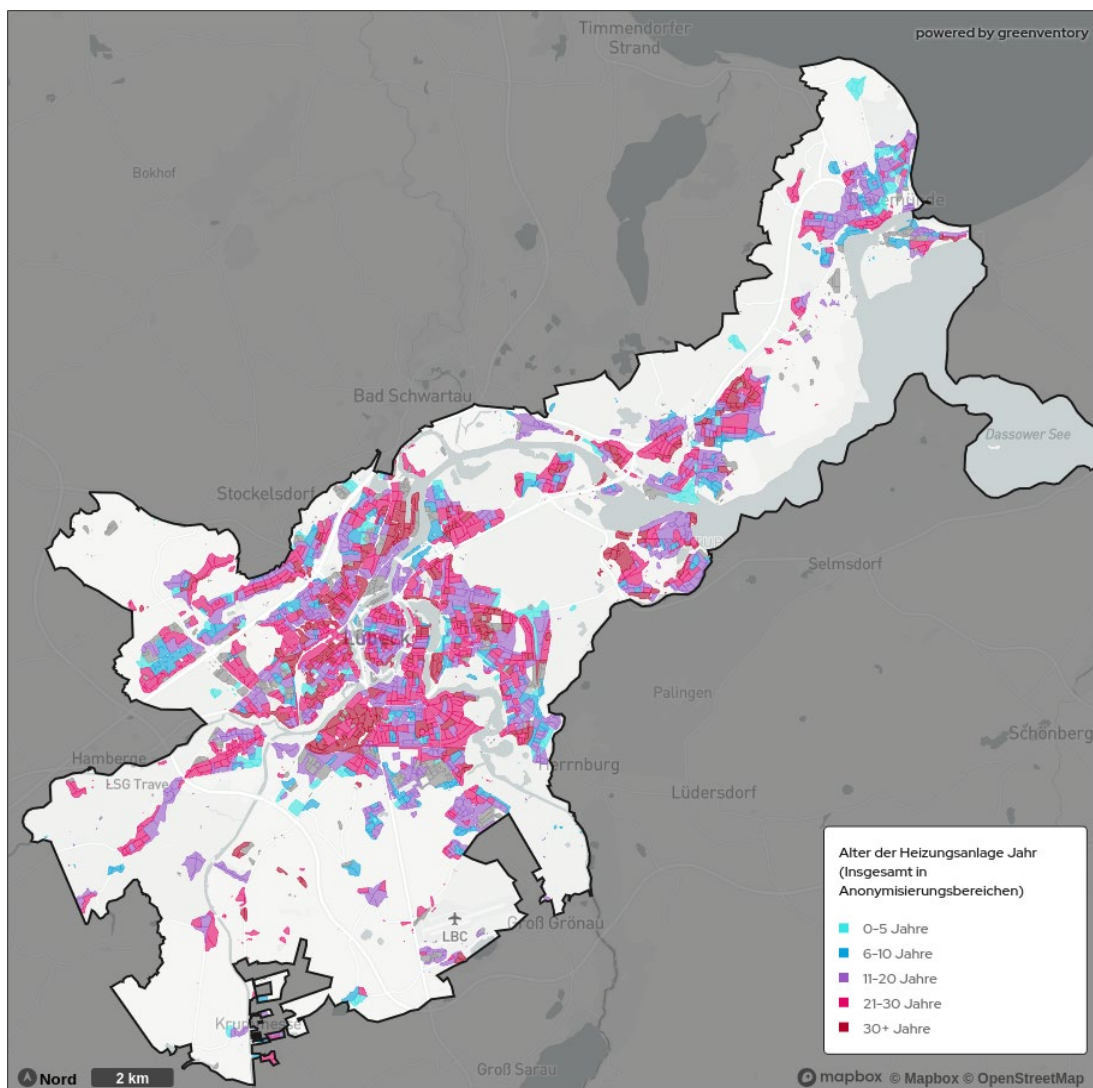 Timmendorfer
Strand
powered by greenventory
Bokhof
Bad Schwartau
Dassower See
Stockelsdorf
Selmsdorf
Lübeck
Palingen
Schönberg
Hamberge
Herrnburg
LSG Trave
Lüdersdorf
Groß Grönau
LBC
Groß Sarau
Alter der Heizungsanlage Jahr
(Insgesamt in
Anonymisierungsbereichen)
0-5 Jahre
6-10 Jahre
11-20 Jahre
21-30 Jahre
30+ Jahre
Nord
2 km
mapbox © Mapbox © OpenStreetMap